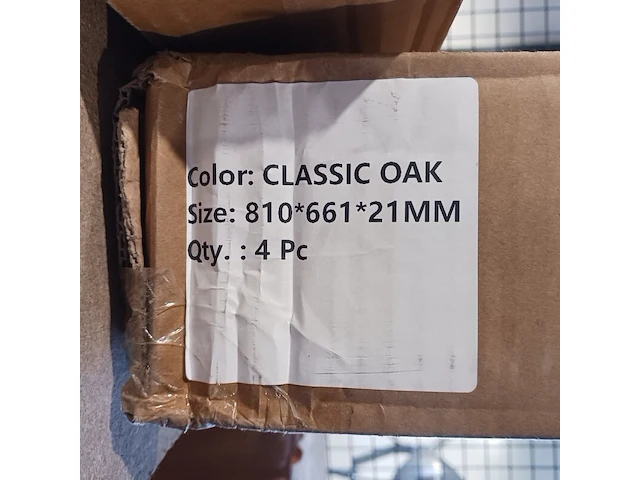 Color: CLASSIC OAK
Size: 810*661*21MM
Qty. : 4 Pc